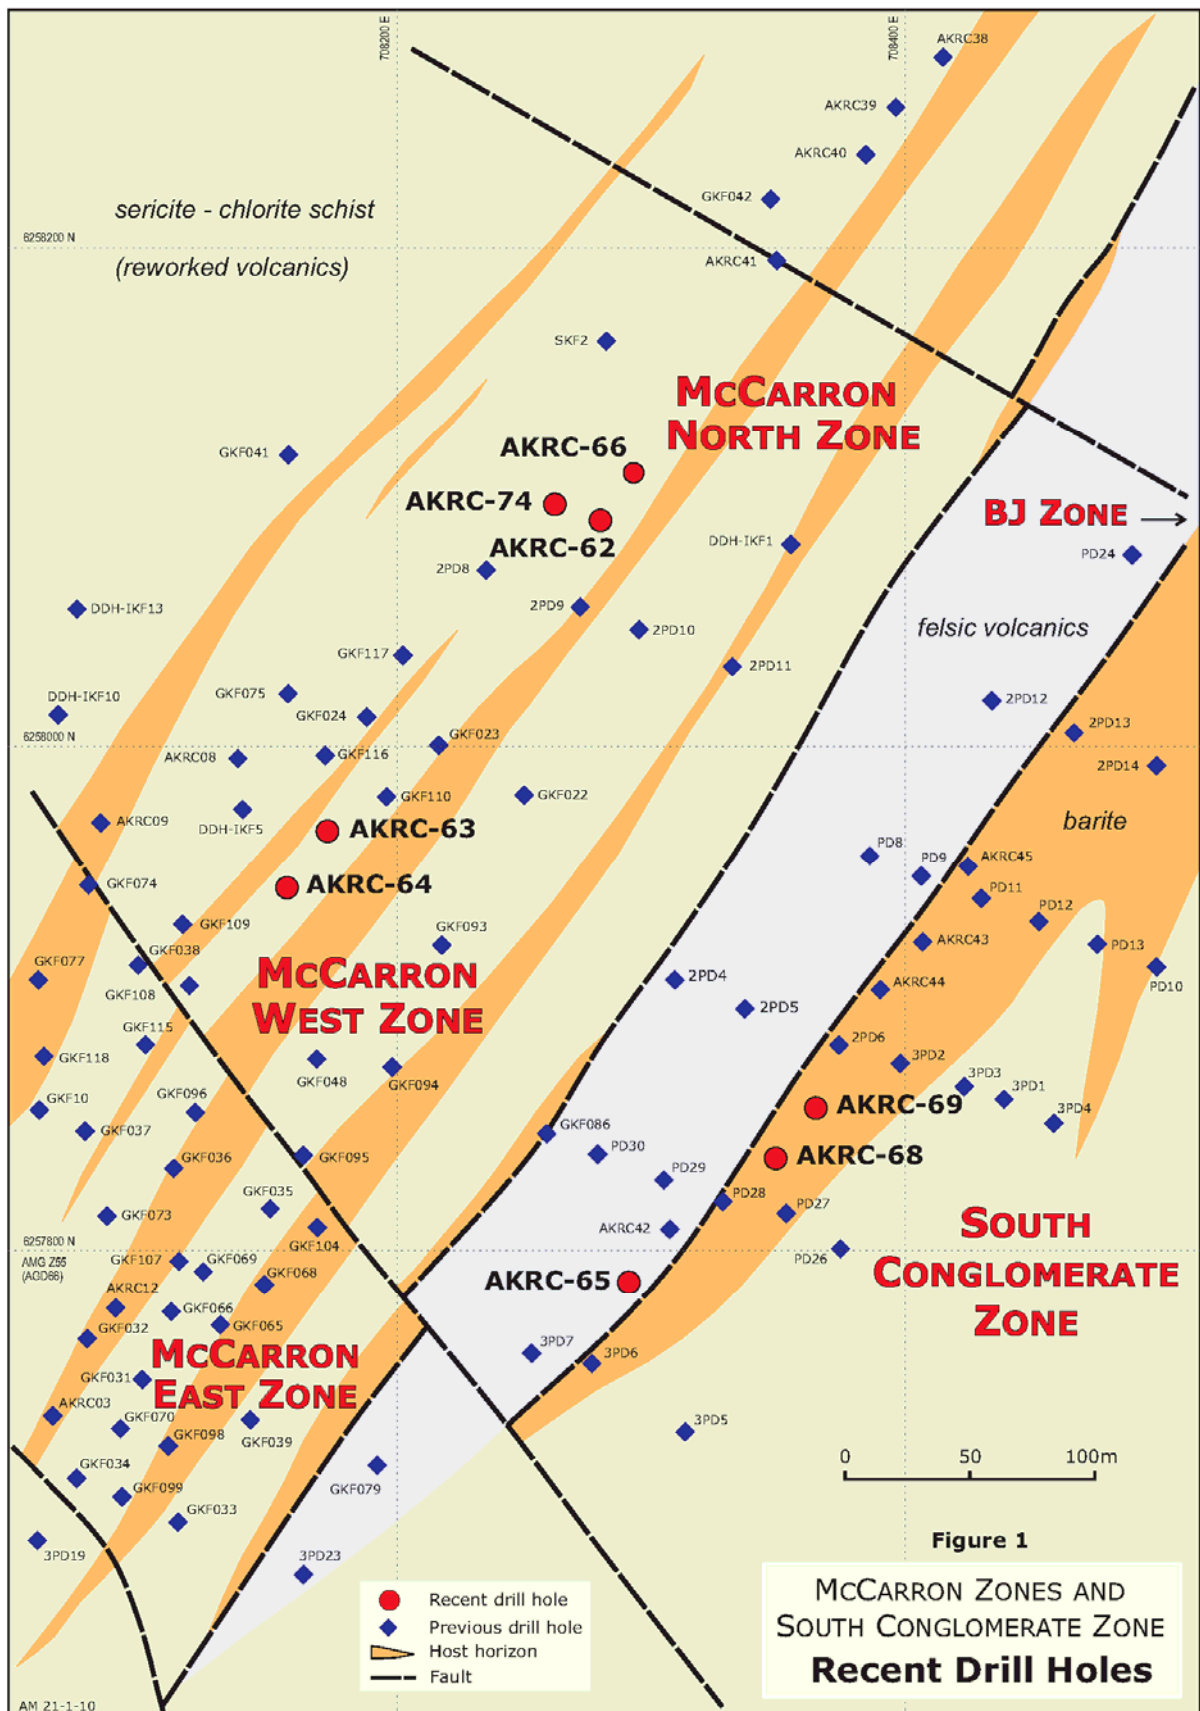 708200 E
708400 E
AKRC38
AKRC39
AKRC40
GKF042
sericite - chlorite schist
6258200 N
(reworked volcanics)
AKRC41
SKF2
McCARRON
NORTH ZONE
AKRC-66
GKF041
AKRC-74
BJ ZONE
AKRC-62
DDH-IKF1
PD24
2PD8
2PD9
DDH-IKF13
2PD10
felsic volcanics
GKF117
2PD11
GKF075
DDH-IKF10
2PD12
GKF024
GKF023
2PD13
6258000 N
AKRC08
GKF116
2PD14
GKF110
GKF022
AKRC09
DDH-IKF5
AKRC-63
barite
PD8
PD9
AKRC45
GKF074
AKRC-64
PD11
PD12
GKF109
GKF093
AKRC43
PD13
GKF038
GKF077
McCARRON
WEST ZONE
2PD4
AKRC44
PD10
GKF108
2PD5
GKF115
2PD6
GKF118
GKF048
3PD2
GKF094
3PD3
3PD1
GKF096
GKF10
AKRC-69
3PD4
GKF037
GKF086
GKF036
GKF095
PD30
AKRC-68
PD29
GKF035
PD28
PD27
GKF073
SOUTH
CONGLOMERATE
ZONE
GKF104
AKRC42
PD26
6257800 N
AMG Z55
(AGD66)
GKF107
GKF069
GKF068
AKRC-65
AKRC12
GKF066
GKF032
GKF065
McCARRON
EAST ZONE
3PD7
3PD6
GKF031
AKRC03
GKF070
GKF098
GKF039
3PD5
GKF034
GKF099
GKF079
0 50 100m
GKF033
3PD19
3PD23
Figure 1
McCARRON ZONES AND
SOUTH CONGLOMERATE ZONE
Recent Drill Holes
Recent drill hole
Previous drill hole
Host horizon
Fault
AM 21-1-10